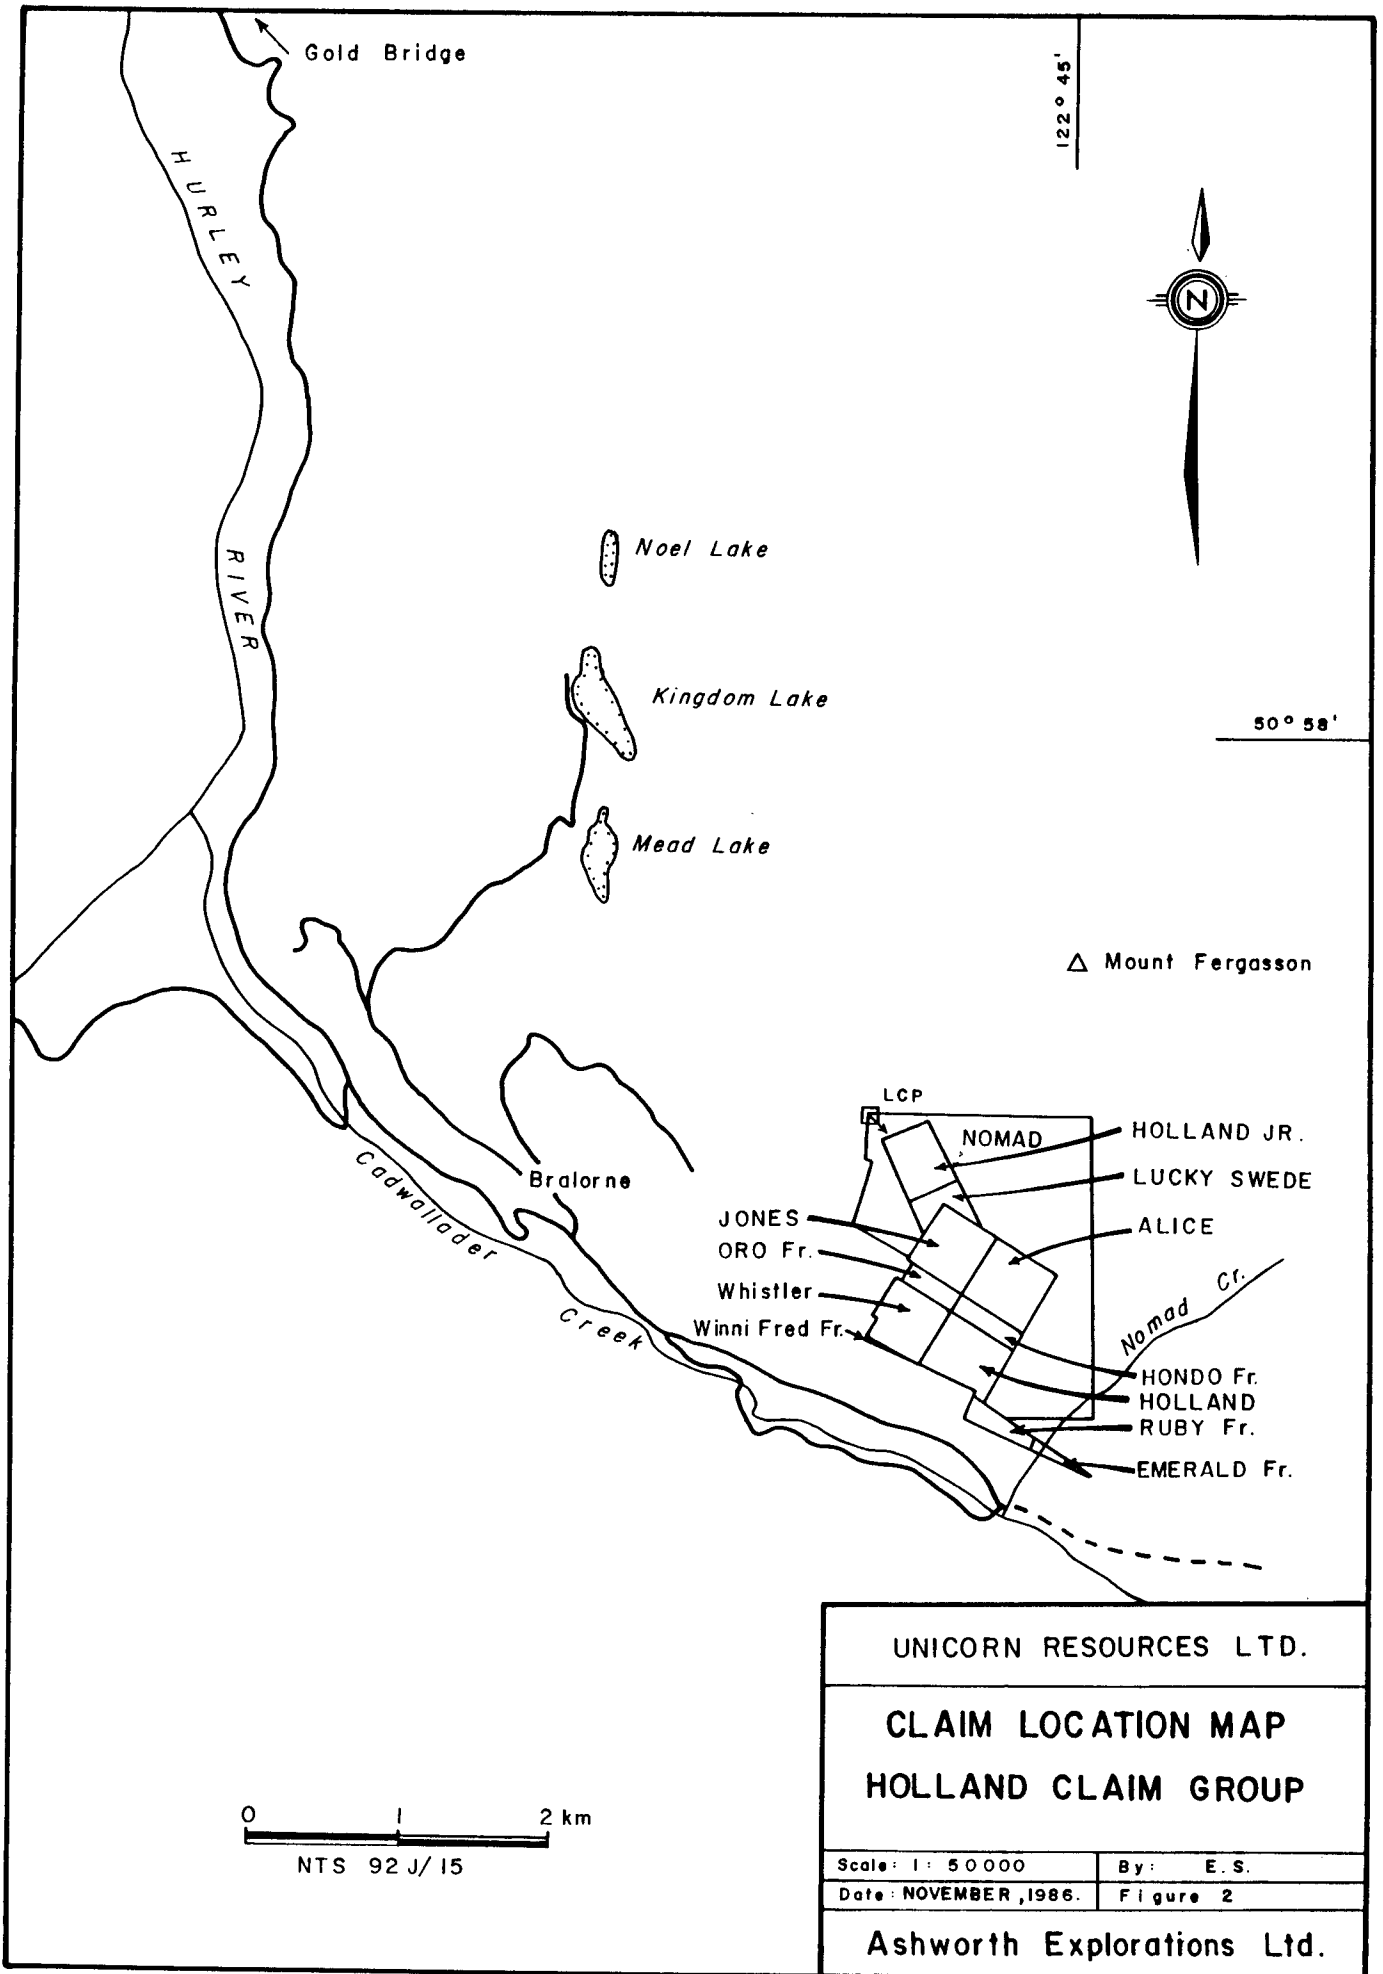 Gold Bridge
122° 45'
HURLEY
N
Noel Lake
RIVER
Kingdom Lake
50° 58'
Mead Lake
Mount Fergasson
LCP
NOMAD
HOLLAND JR.
LUCKY SWEDE
Bralorne
Cadwallader
Creek
JONES
ALICE
ORO Fr.
Whistler
Winni Fred Fr.
Nomad Cr.
HONDO Fr.
HOLLAND
RUBY Fr.
EMERALD Fr.
UNICORN RESOURCES LTD.
CLAIM LOCATION MAP
HOLLAND CLAIM GROUP
0 1 2 km
NTS 92 J/15
Scale: 1: 50000
By: E.S.
Date: NOVEMBER, 1986.
Figure 2
Ashworth Explorations Ltd.